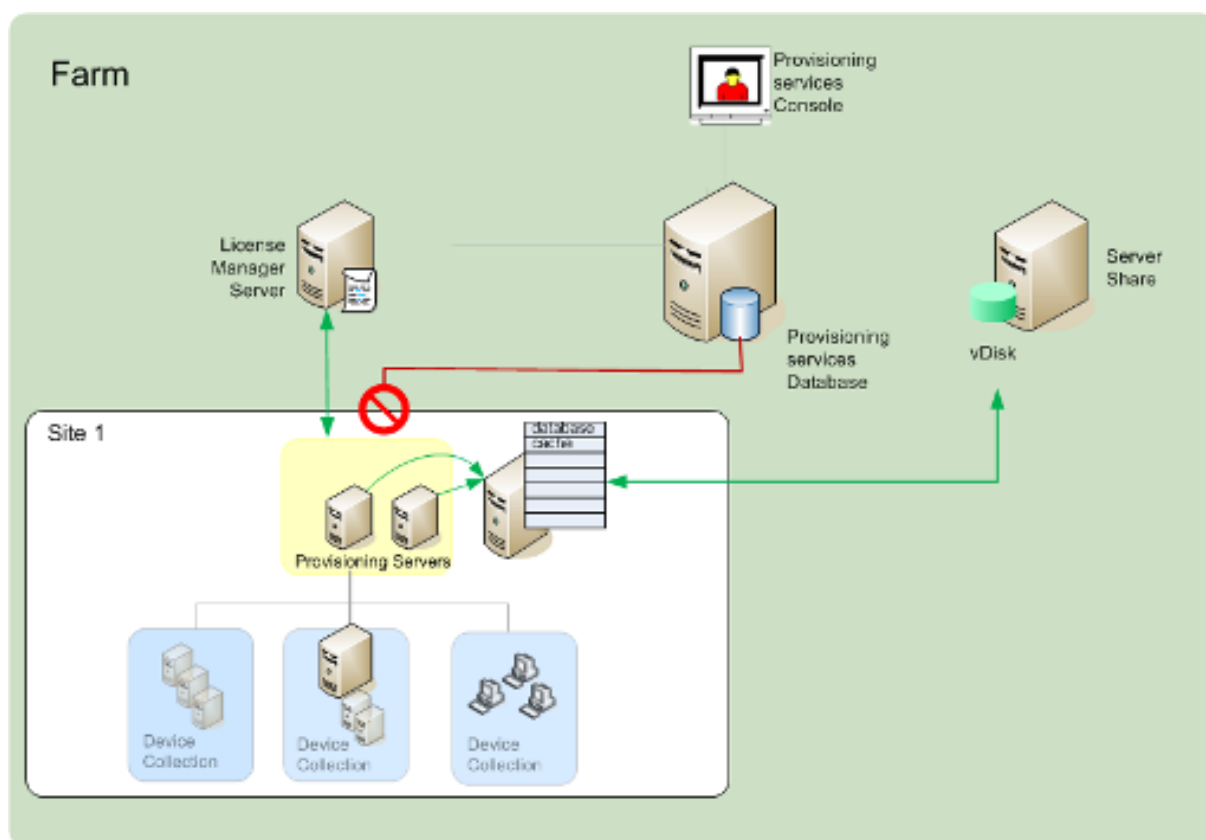 Farm
Provisioning
services
Console
License
Manager
Server
Server
Share
vDisk
Provisioning
services
Database
Site 1
database
cache
Provisioning Servers
Device
Collection
Device
Collection
Device
Collection